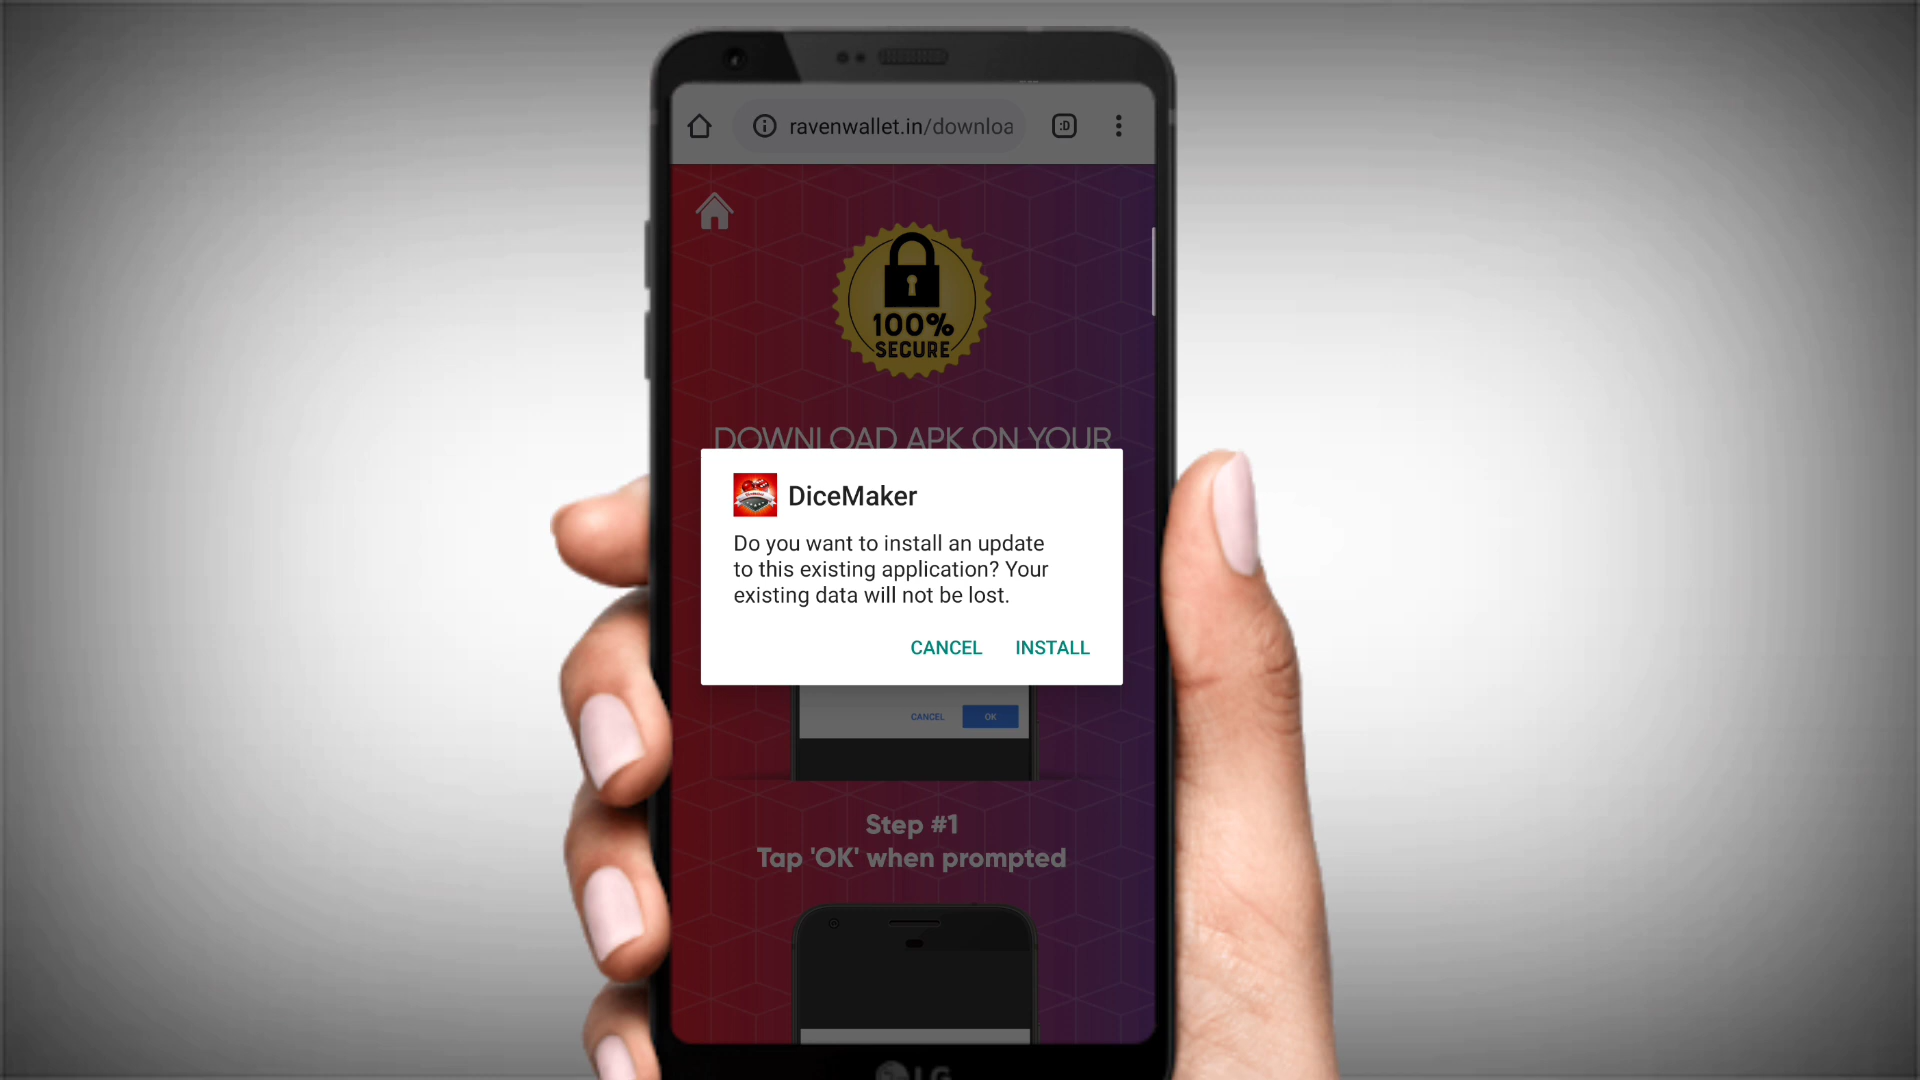 ravenwallet.in/downloa
:D
100%
SECURE
DOWNLOAD APK ON YOUR
DiceMaker
Do you want to install an update
to this existing application? Your
existing data will not be lost.
CANCEL INSTALL
CANCEL OK
Step #1
Tap 'OK' when prompted
LG